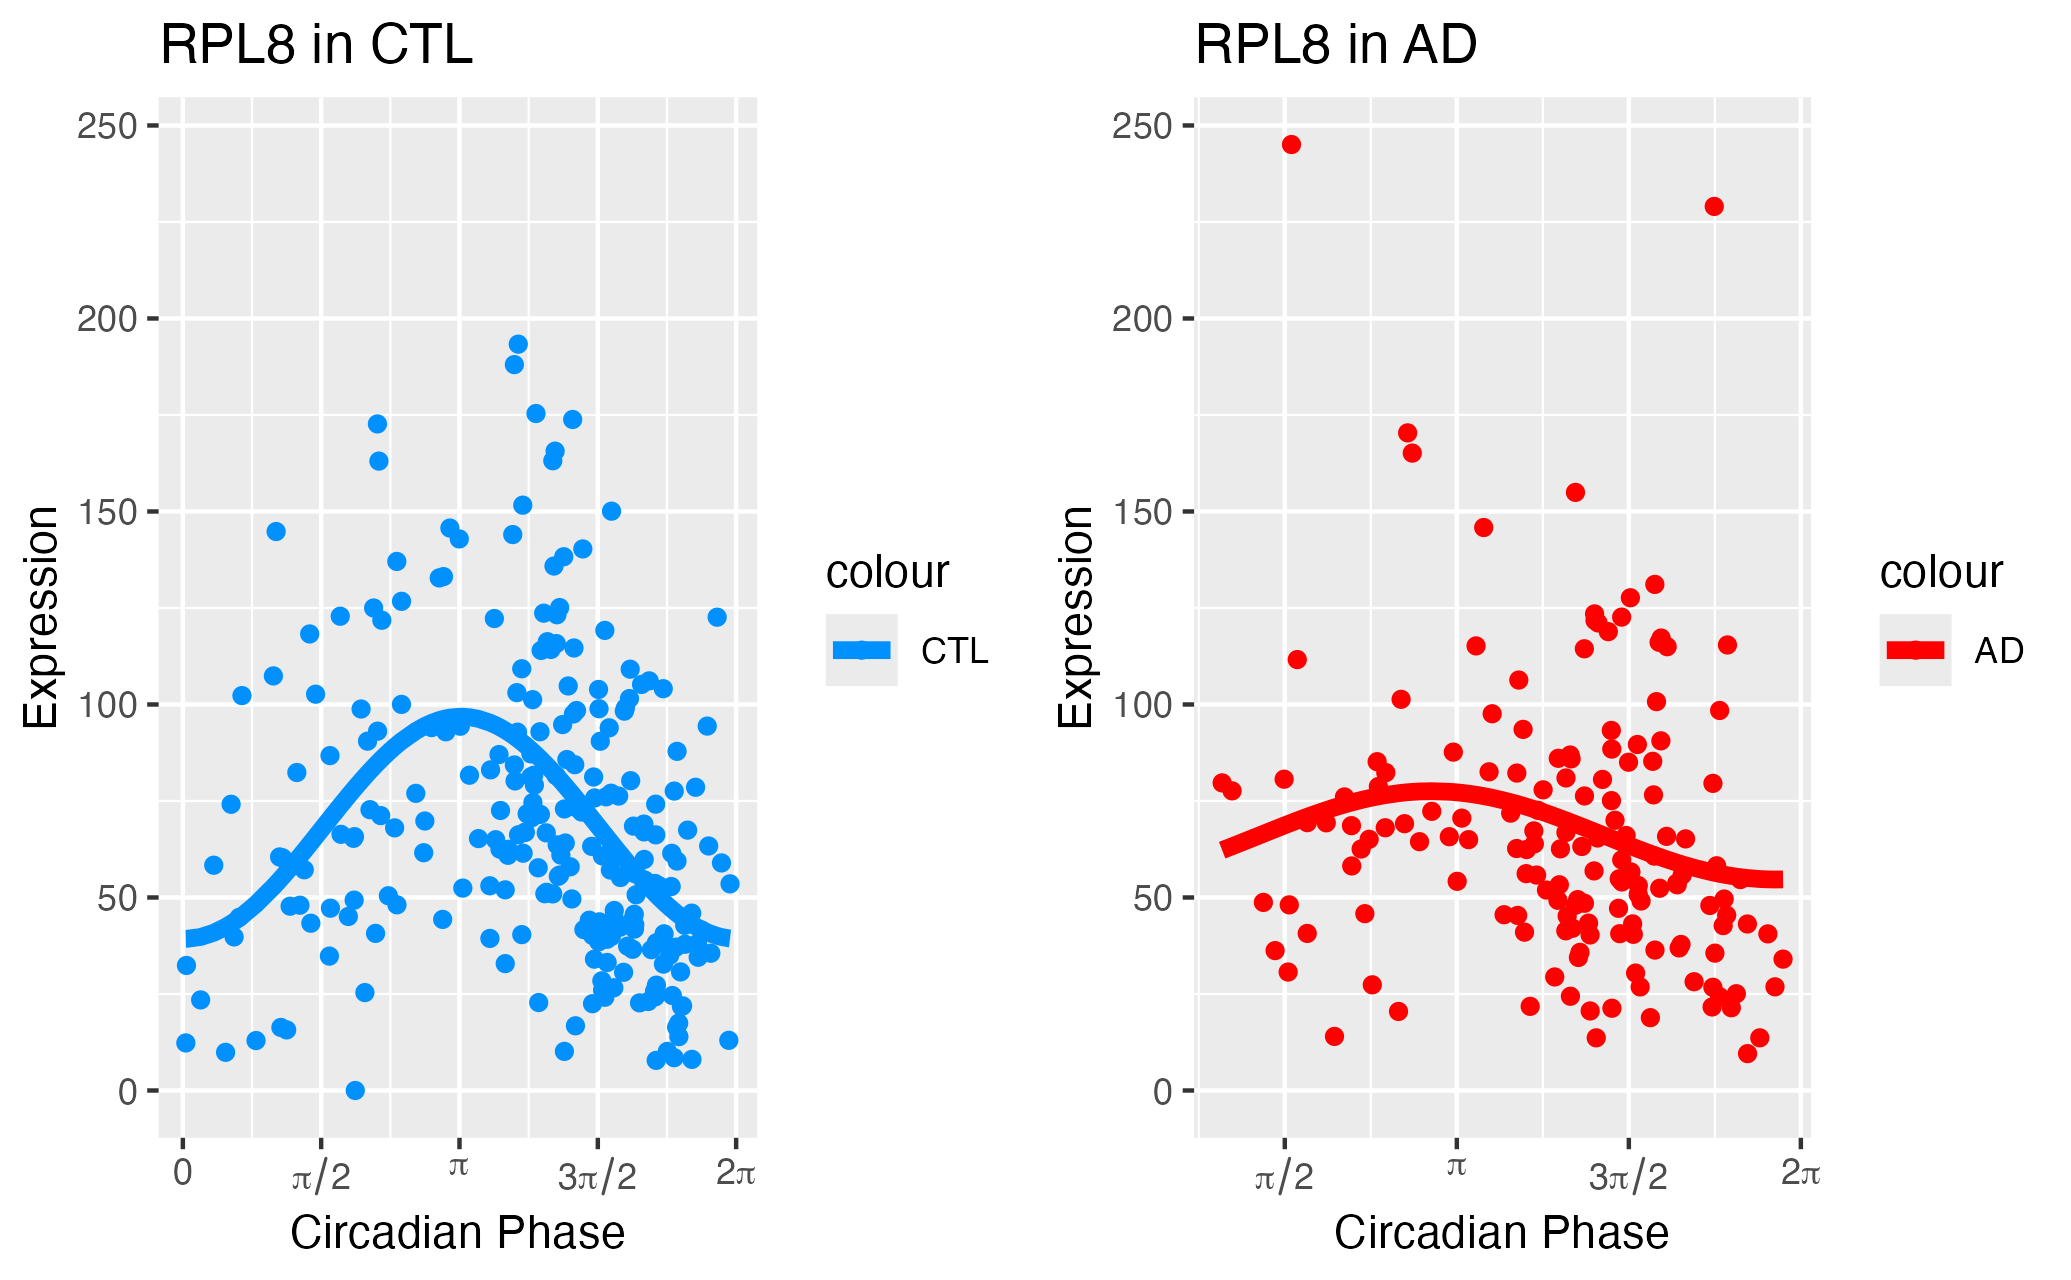 RPL8 in CTL
250
200
150
100
50
0
Expression
0 π/2 π 3π/2 2π
Circadian Phase
colour
CTL
RPL8 in AD
250
200
150
100
50
0
Expression
π/2 π 3π/2 2π
Circadian Phase
colour
AD